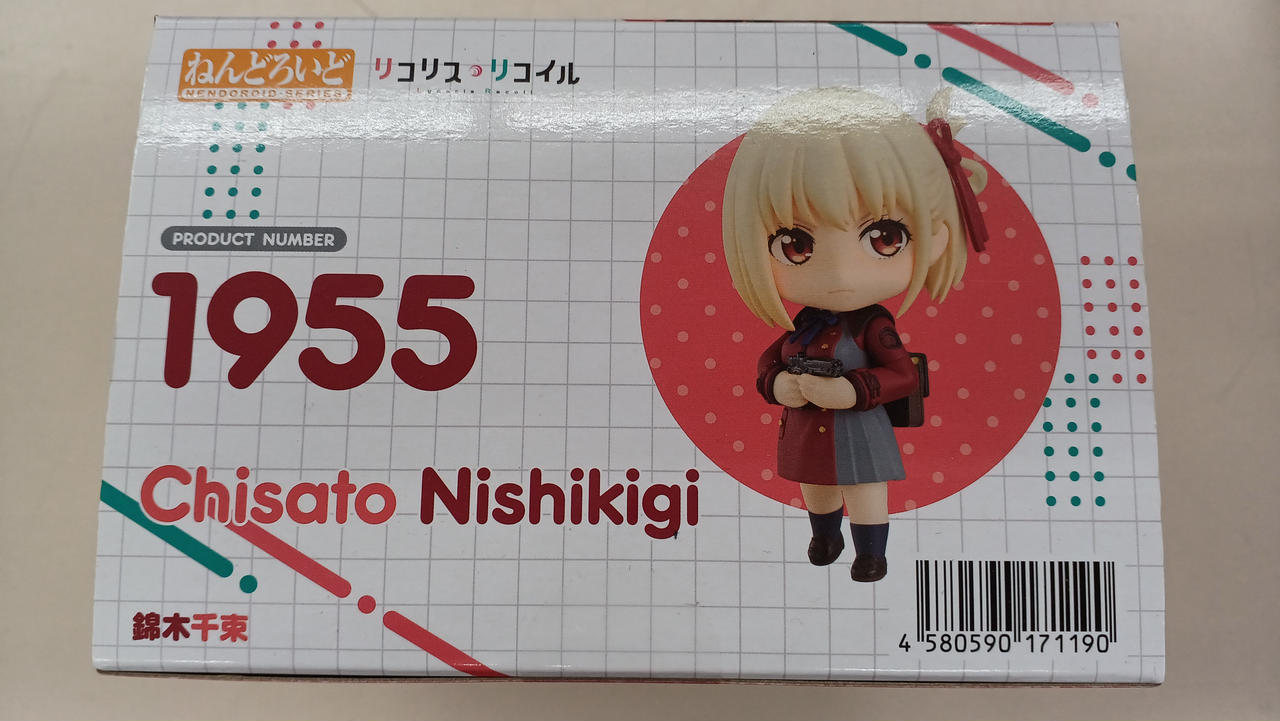 ねんどろいど
NENDOROID SERIES
リコリス・リコイル
Lycoris Recoil
PRODUCT NUMBER
1955
Chisato Nishikigi
錦木千束
4 580590 171190